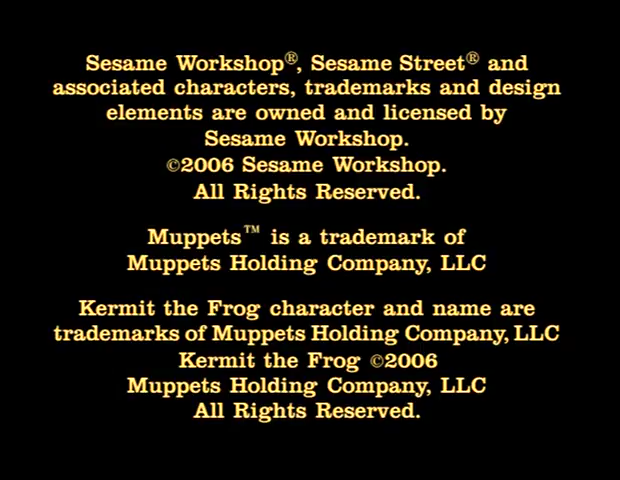 Sesame Workshop®, Sesame Street® and
associated characters, trademarks and design
elements are owned and licensed by
Sesame Workshop.
©2006 Sesame Workshop.
All Rights Reserved.
Muppets™ is a trademark of
Muppets Holding Company, LLC
Kermit the Frog character and name are
trademarks of Muppets Holding Company, LLC
Kermit the Frog ©2006
Muppets Holding Company, LLC
All Rights Reserved.